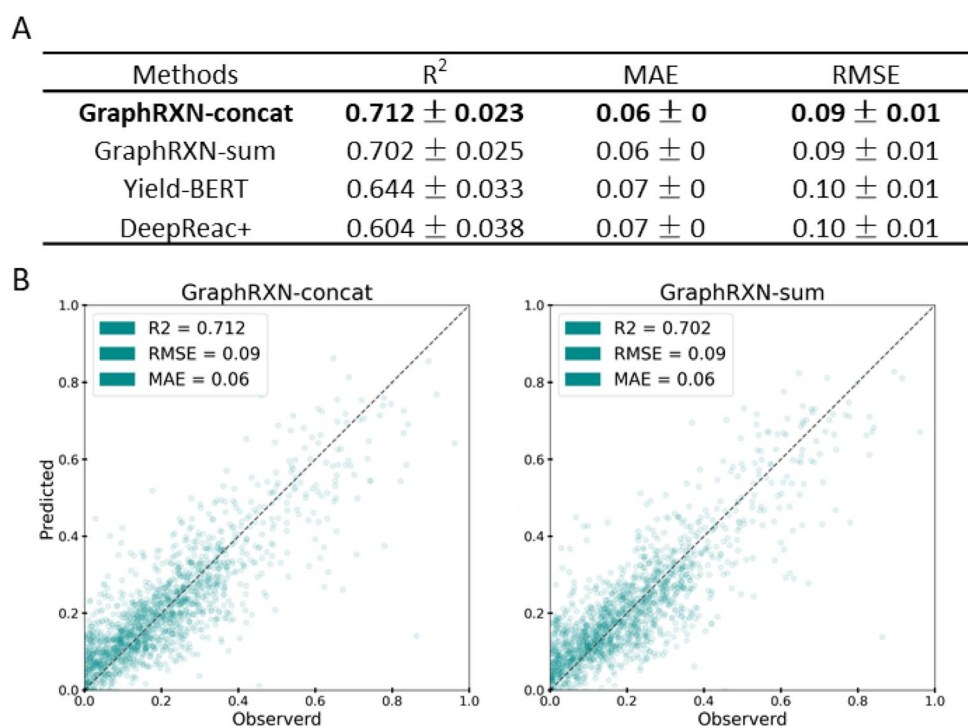 A
Methods R² MAE RMSE
GraphRXN-concat 0.712 ± 0.023 0.06 ± 0 0.09 ± 0.01
GraphRXN-sum 0.702 ± 0.025 0.06 ± 0 0.09 ± 0.01
Yield-BERT 0.644 ± 0.033 0.07 ± 0 0.10 ± 0.01
DeepReac+ 0.604 ± 0.038 0.07 ± 0 0.10 ± 0.01
B
GraphRXN-concat
R2 = 0.712
RMSE = 0.09
MAE = 0.06
1.0
0.8
0.6
0.4
0.2
0.0
Predicted
0.0 0.2 0.4 0.6 0.8 1.0
Observerd
GraphRXN-sum
R2 = 0.702
RMSE = 0.09
MAE = 0.06
1.0
0.8
0.6
0.4
0.2
0.0
0.0 0.2 0.4 0.6 0.8 1.0
Observerd